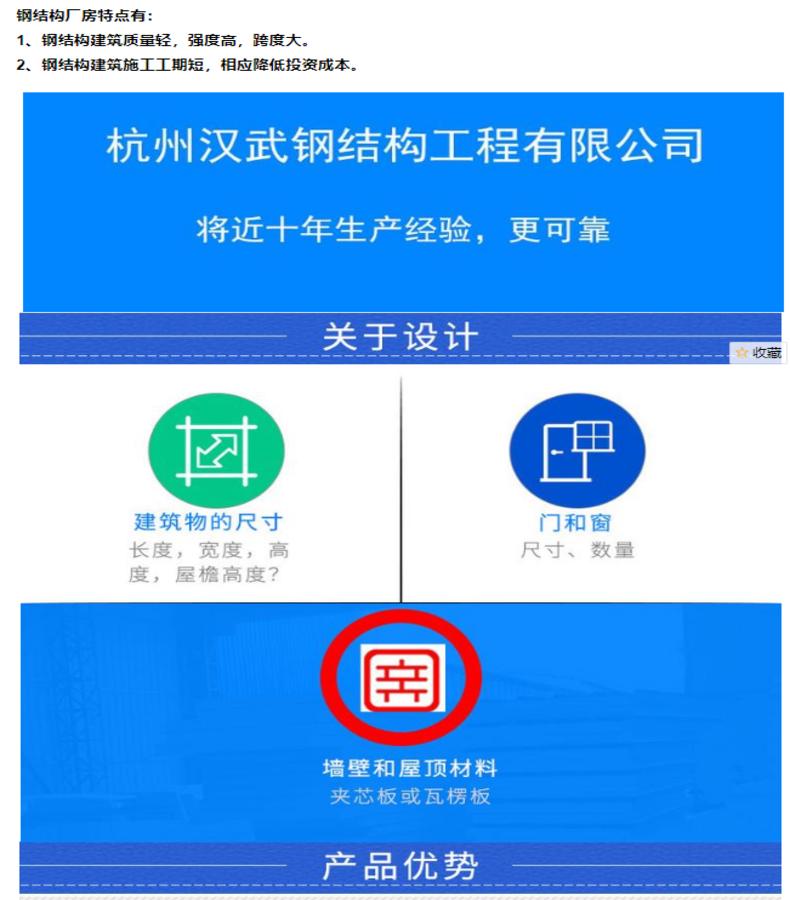 钢结构厂房特点有：
1、钢结构建筑质量轻，强度高，跨度大。
2、钢结构建筑施工工期短，相应降低投资成本。
杭州汉武钢结构工程有限公司
将近十年生产经验，更可靠
关于设计
收藏
建筑物的尺寸
长度，宽度，高
度，屋檐高度？
门和窗
尺寸、数量
墙壁和屋顶材料
夹芯板或瓦楞板
产品优势